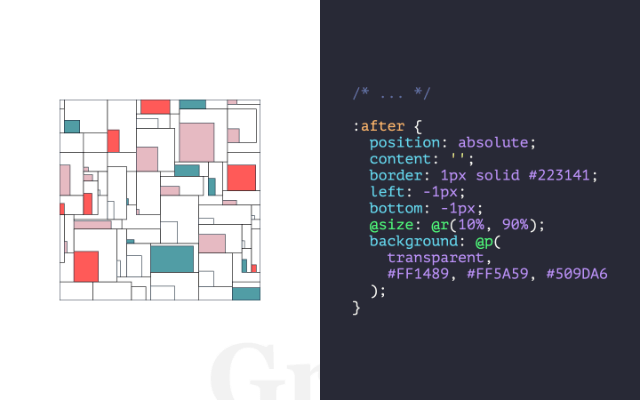 /* ... */
:after {
position: absolute;
content: '';
border: 1px solid #223141;
left: -1px;
bottom: -1px;
@size: @r(10%, 90%);
background: @p(
transparent,
#FF1489, #FF5A59, #509DA6
);
}